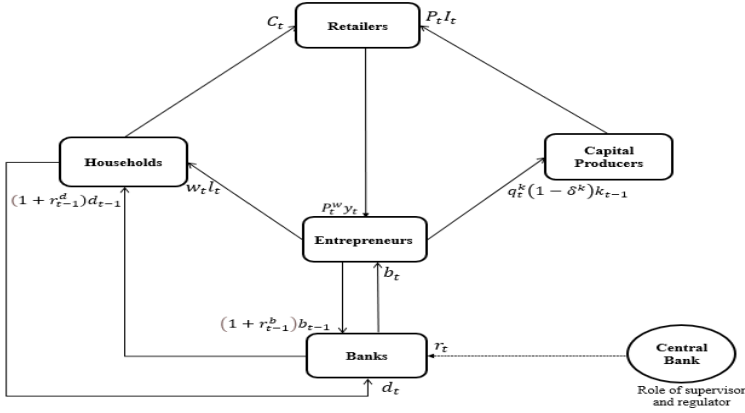 C_t
Retailers
P_t I_t
Households
Capital
Producers
w_t l_t
(1 + r^d_{t-1})d_{t-1}
q^k_t(1 − δ^k)k_{t-1}
P^w_t y_t
Entrepreneurs
b_t
(1 + r^b_{t-1})b_{t-1}
Banks
r_t
Central
Bank
d_t
Role of supervisor
and regulator